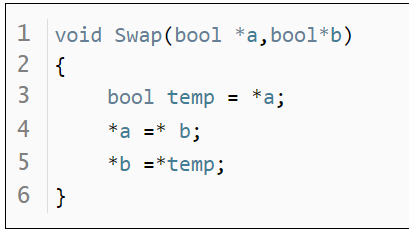 1 void Swap(bool *a,bool*b)
2 {
3 bool temp = *a;
4 *a =* b;
5 *b =*temp;
6 }